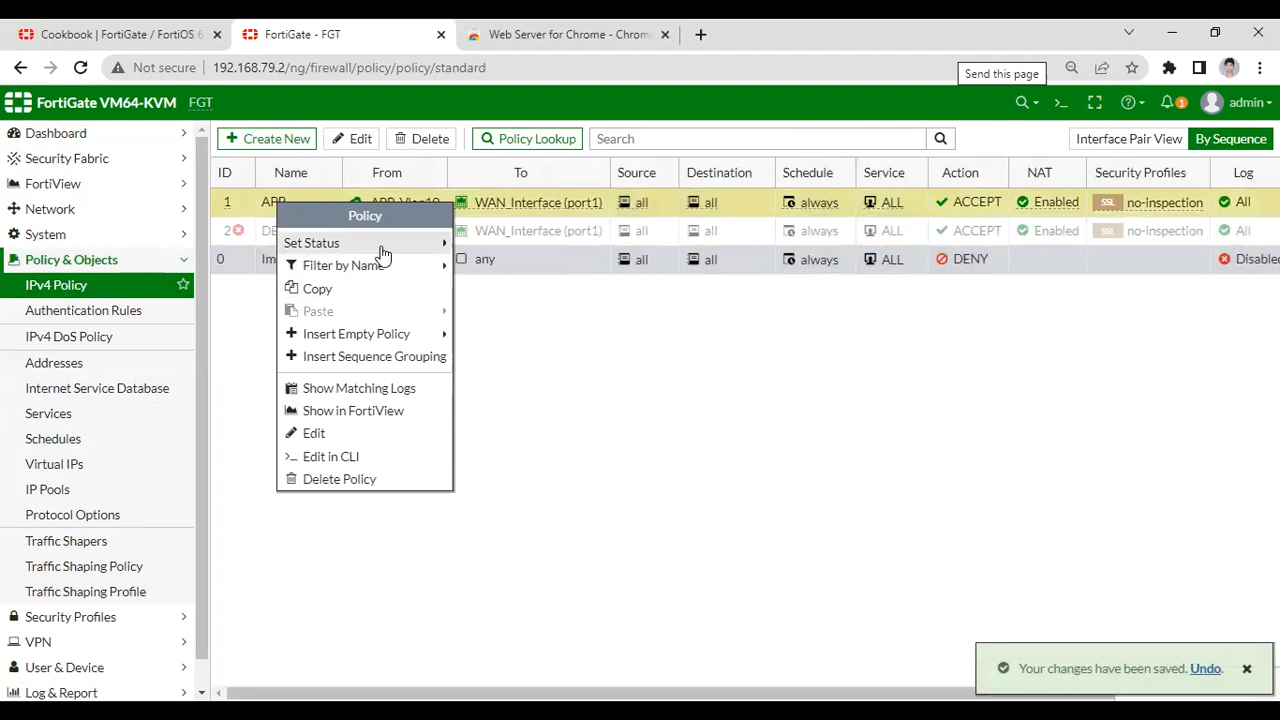 Cookbook | FortiGate / FortiOS 6
FortiGate - FGT
Web Server for Chrome - Chrom
Not secure
192.168.79.2/ng/firewall/policy/policy/standard
Send this page
FortiGate VM64-KVM
FGT
1
admin
Dashboard
Security Fabric
FortiView
Network
System
Policy & Objects
IPv4 Policy
Authentication Rules
IPv4 DoS Policy
Addresses
Internet Service Database
Services
Schedules
Virtual IPs
IP Pools
Protocol Options
Traffic Shapers
Traffic Shaping Policy
Traffic Shaping Profile
Security Profiles
VPN
User & Device
Log & Report
Create New
Edit
Delete
Policy Lookup
Search
Interface Pair View
By Sequence
ID Name From To Source Destination Schedule Service Action NAT Security Profiles Log
1 WAN_Interface (port1) all all always ALL ACCEPT Enabled SSL no-inspection All
2 WAN_Interface (port1) all all always ALL ACCEPT Enabled SSL no-inspection All
0 Im any all all always ALL DENY Disabled
Policy
Set Status
Filter by Name
Copy
Paste
Insert Empty Policy
Insert Sequence Grouping
Show Matching Logs
Show in FortiView
Edit
Edit in CLI
Delete Policy
Your changes have been saved. Undo.